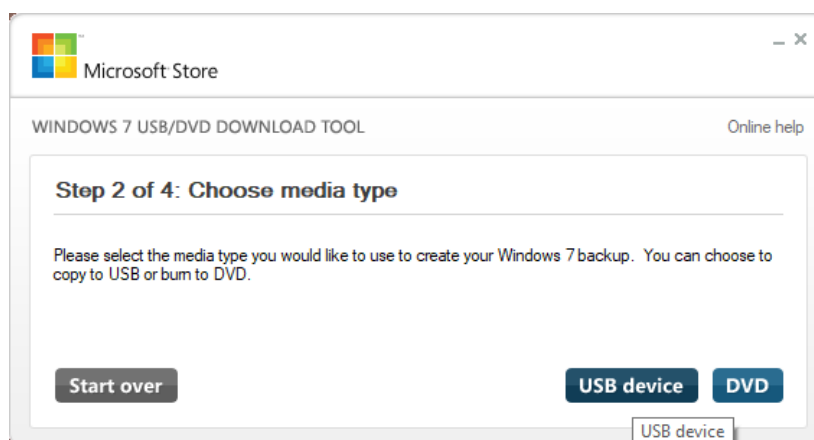 Microsoft Store
WINDOWS 7 USB/DVD DOWNLOAD TOOL
Online help
Step 2 of 4: Choose media type
Please select the media type you would like to use to create your Windows 7 backup. You can choose to
copy to USB or burn to DVD.
Start over
USB device
DVD
USB device